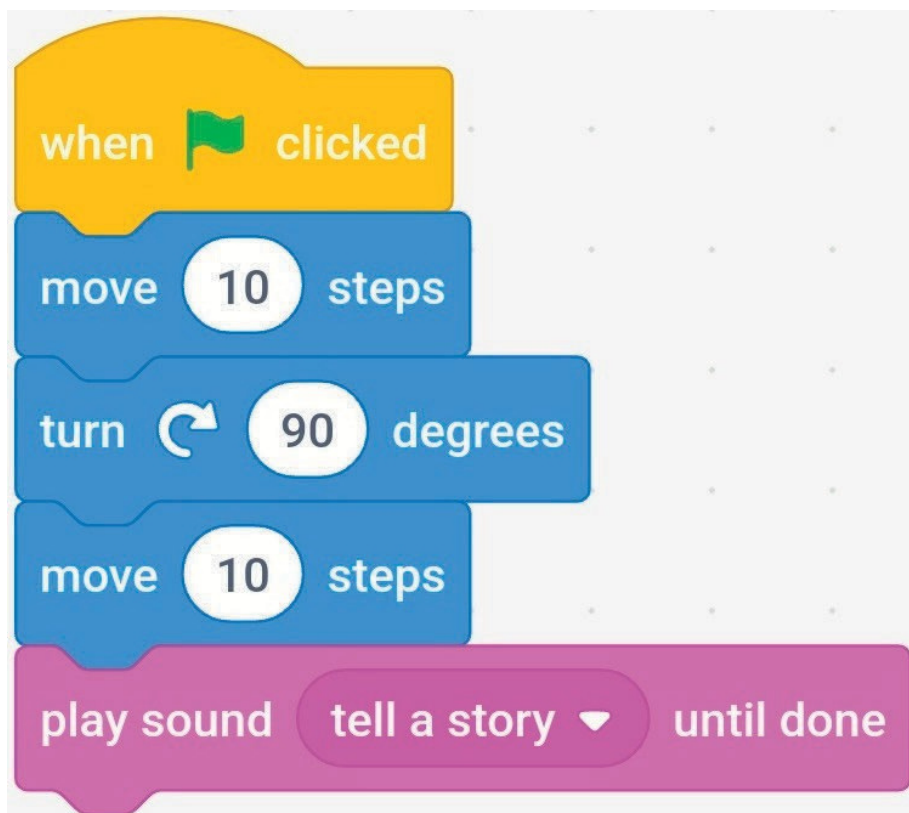 when clicked
move 10 steps
turn 90 degrees
move 10 steps
play sound tell a story until done